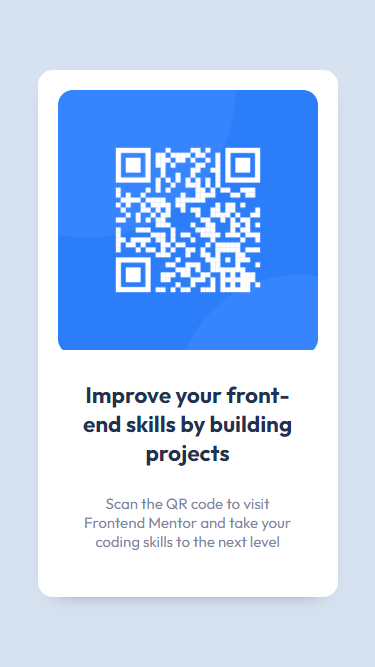 Improve your front-
end skills by building
projects
Scan the QR code to visit
Frontend Mentor and take your
coding skills to the next level